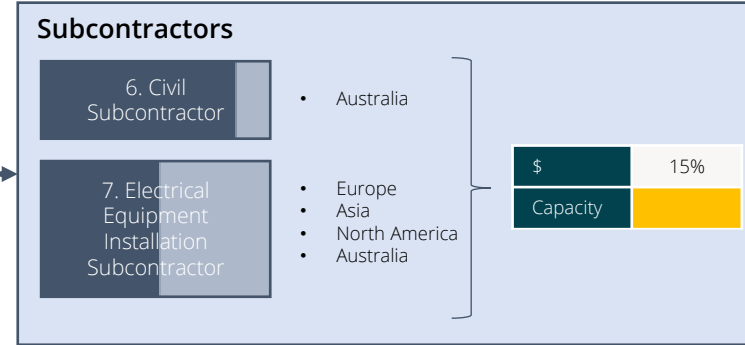 Subcontractors
6. Civil
Subcontractor
• Australia
7. Electrical
Equipment
Installation
Subcontractor
• Europe
• Asia
• North America
• Australia
$ 15%
Capacity